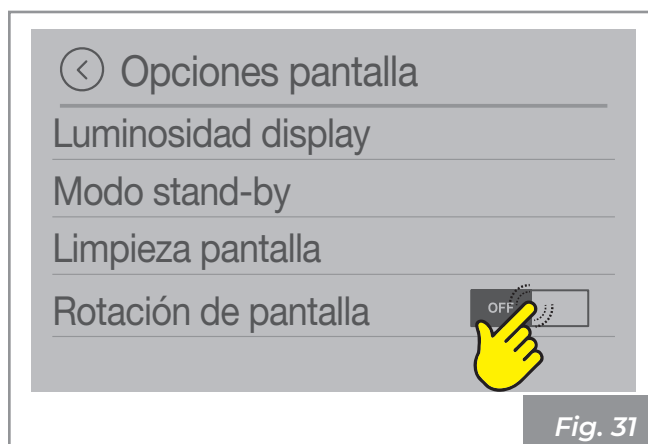 Opciones pantalla
Luminosidad display
Modo stand-by
Limpieza pantalla
Rotación de pantalla
OFF
Fig. 31